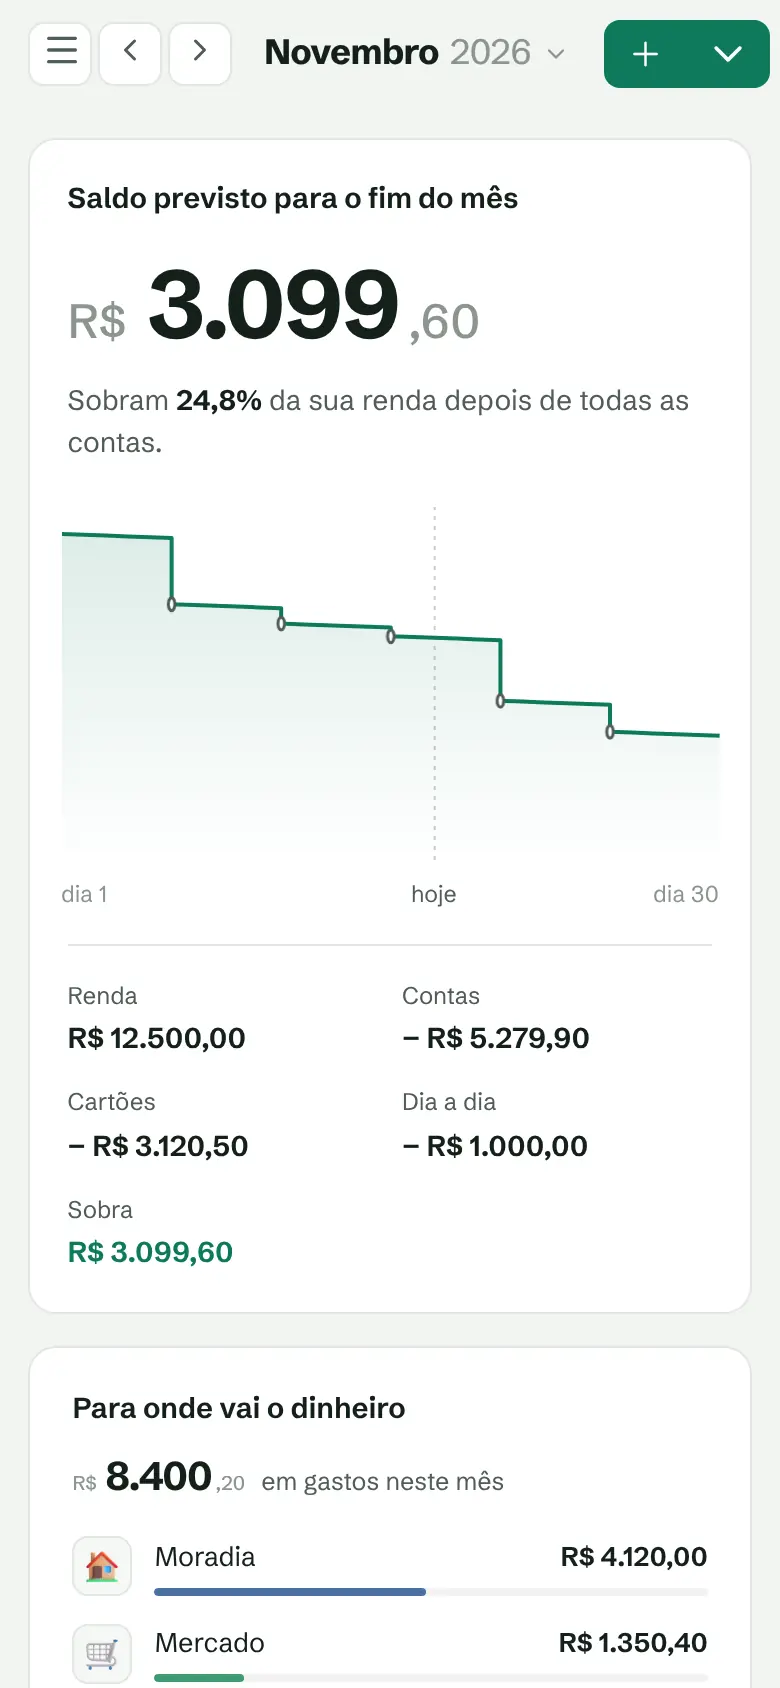 Novembro 2026
Saldo previsto para o fim do mês
R$ 3.099,60
Sobram 24,8% da sua renda depois de todas as
contas.
dia 1 hoje dia 30
Renda Contas
R$ 12.500,00 – R$ 5.279,90
Cartões Dia a dia
– R$ 3.120,50 – R$ 1.000,00
Sobra
R$ 3.099,60
Para onde vai o dinheiro
R$ 8.400,20 em gastos neste mês
Moradia R$ 4.120,00
Mercado R$ 1.350,40